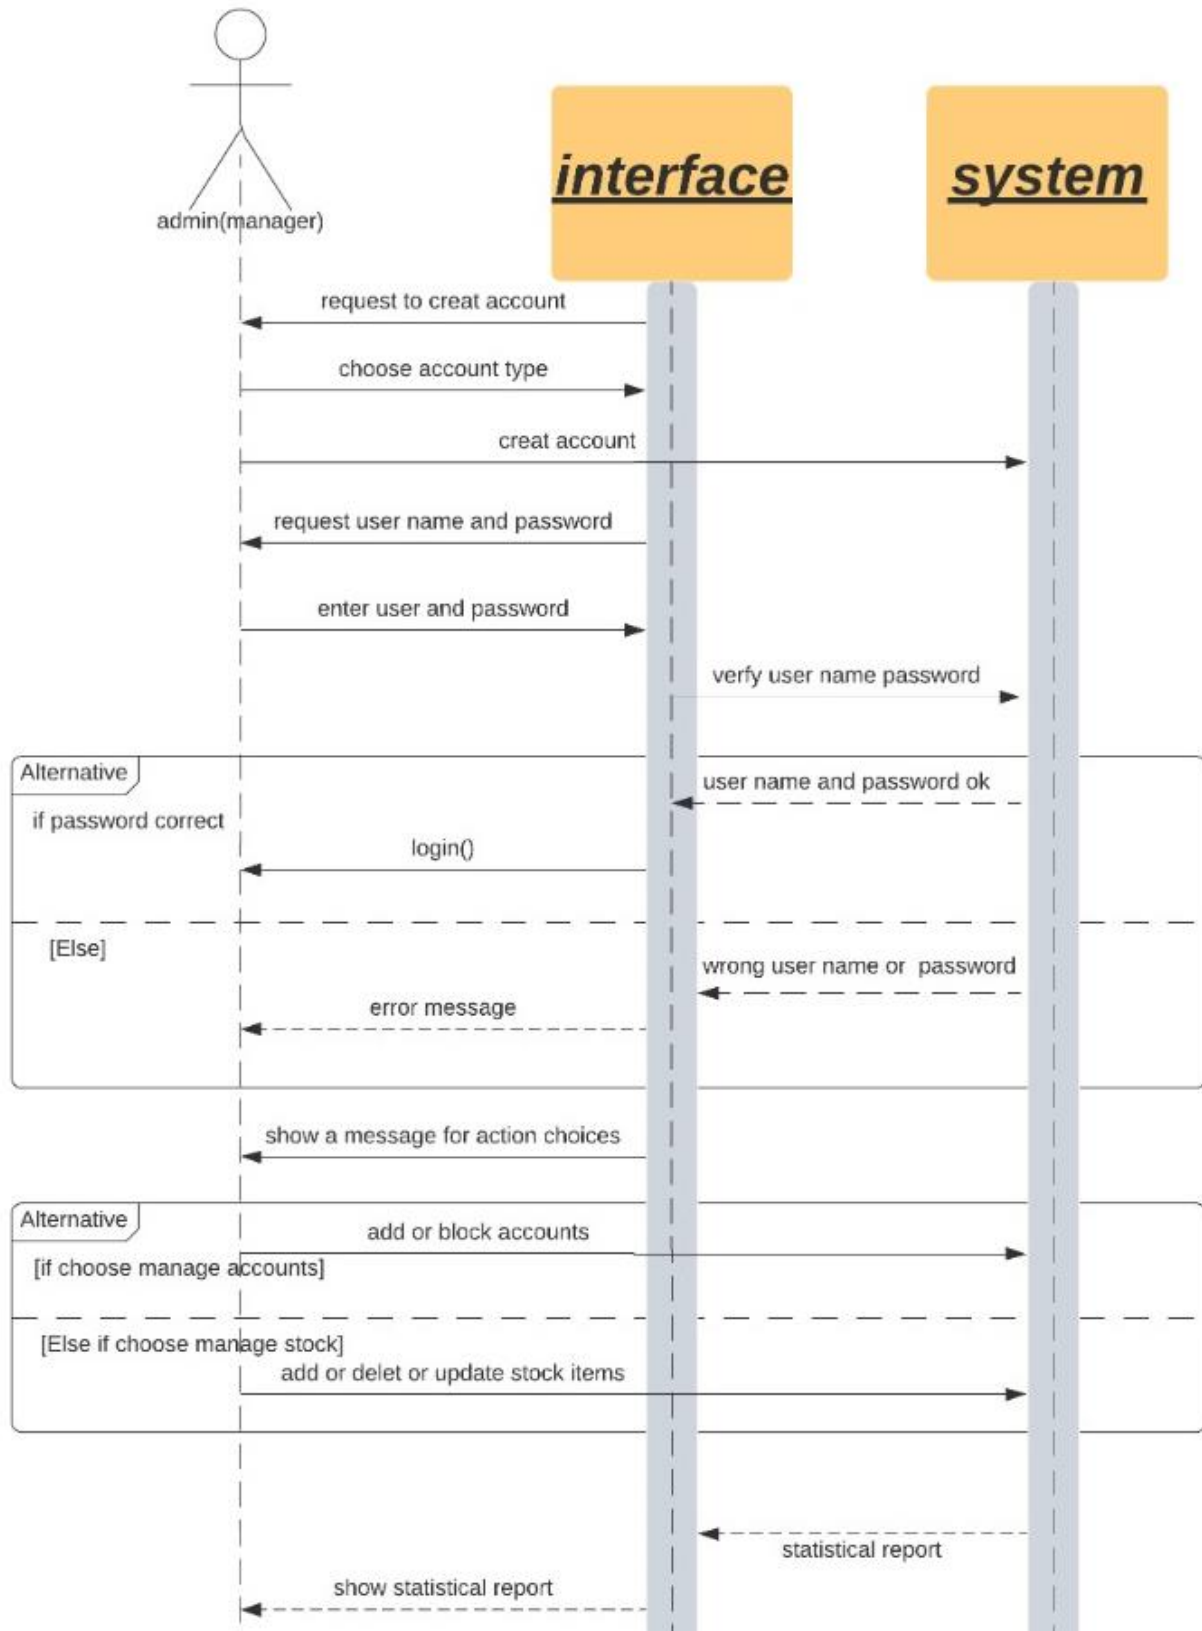 interface
system
admin(manager)
request to creat account
choose account type
creat account
request user name and password
enter user and password
verfy user name password
Alternative
user name and password ok
if password correct
login()
[Else]
wrong user name or password
error message
show a message for action choices
Alternative
add or block accounts
[if choose manage accounts]
[Else if choose manage stock]
add or delet or update stock items
statistical report
show statistical report